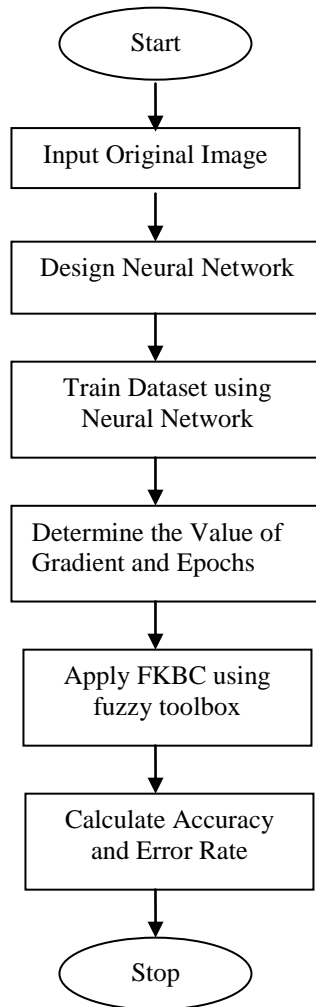 Start
Input Original Image
Design Neural Network
Train Dataset using
Neural Network
Determine the Value of
Gradient and Epochs
Apply FKBC using
fuzzy toolbox
Calculate Accuracy
and Error Rate
Stop